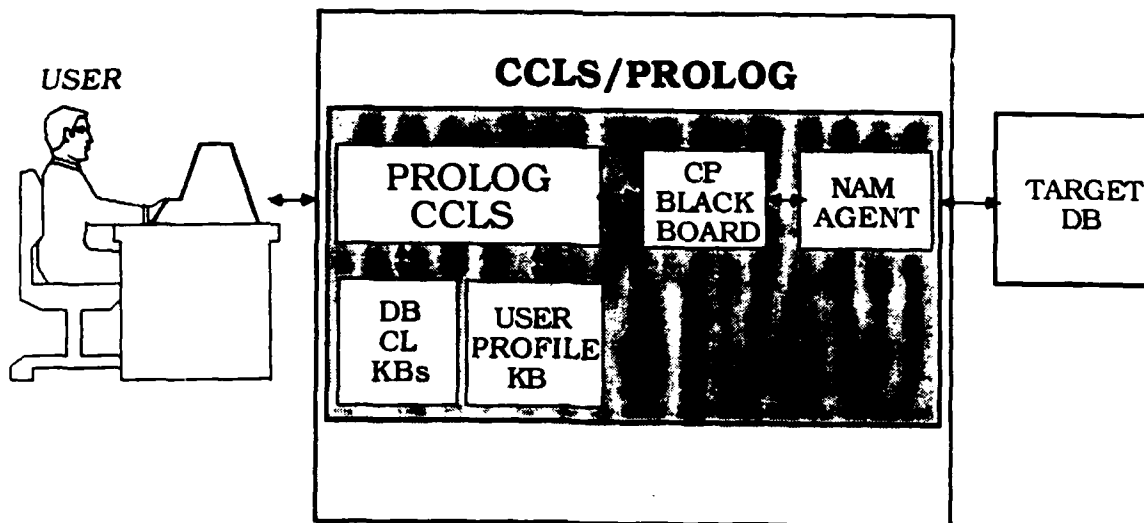 USER
CCLS/PROLOG
PROLOG
CCLS
CP
BLACK
BOARD
NAM
AGENT
TARGET
DB
DB
CL
KBs
USER
PROFILE
KB